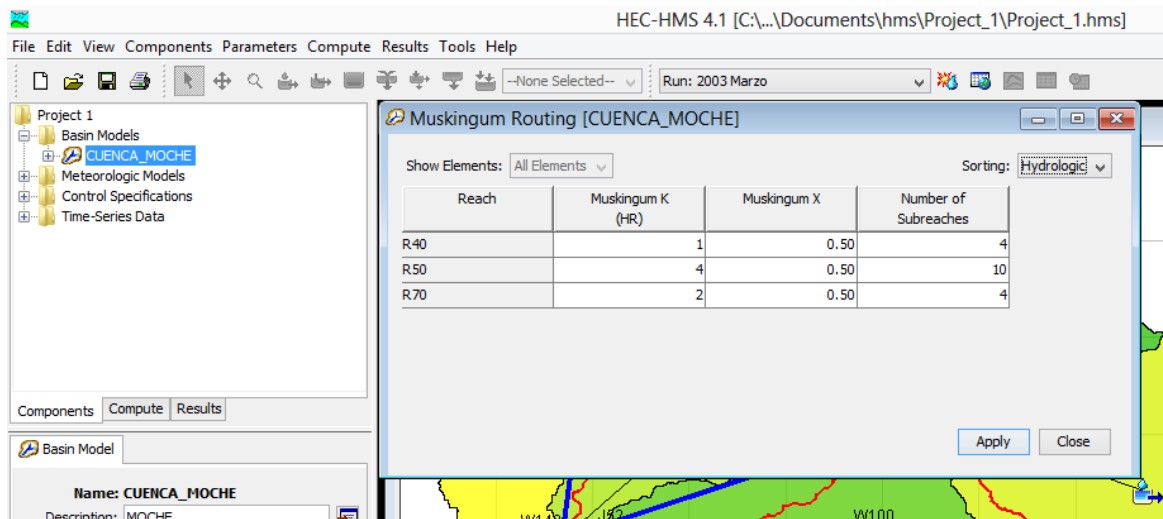 HEC-HMS 4.1 [C:\...\Documents\hms\Project_1\Project_1.hms]
File Edit View Components Parameters Compute Results Tools Help
--None Selected-- Run: 2003 Marzo
Project 1
Basin Models
CUENCA_MOCHE
Meteorologic Models
Control Specifications
Time-Series Data
Components Compute Results
Basin Model
Name: CUENCA_MOCHE
Description: MOCHE
Muskingum Routing [CUENCA_MOCHE]
Show Elements: All Elements Sorting: Hydrologic
Reach Muskingum K (HR) Muskingum X Number of Subreaches
R40 1 0.50 4
R50 4 0.50 10
R70 2 0.50 4
Apply Close
W100